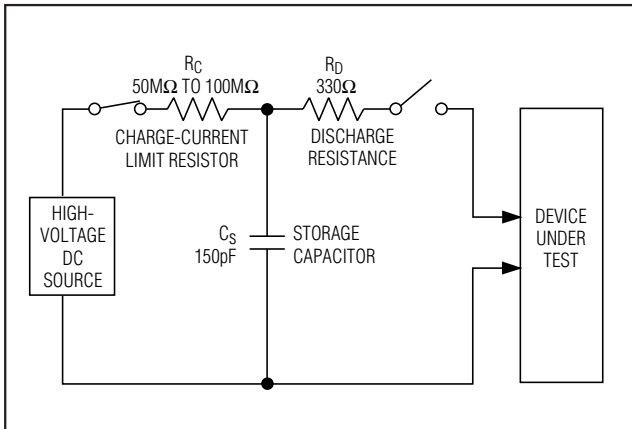 R_C
50MΩ TO 100MΩ
CHARGE-CURRENT
LIMIT RESISTOR
R_D
330Ω
DISCHARGE
RESISTANCE
HIGH-
VOLTAGE
DC
SOURCE
C_S
150pF
STORAGE
CAPACITOR
DEVICE
UNDER
TEST